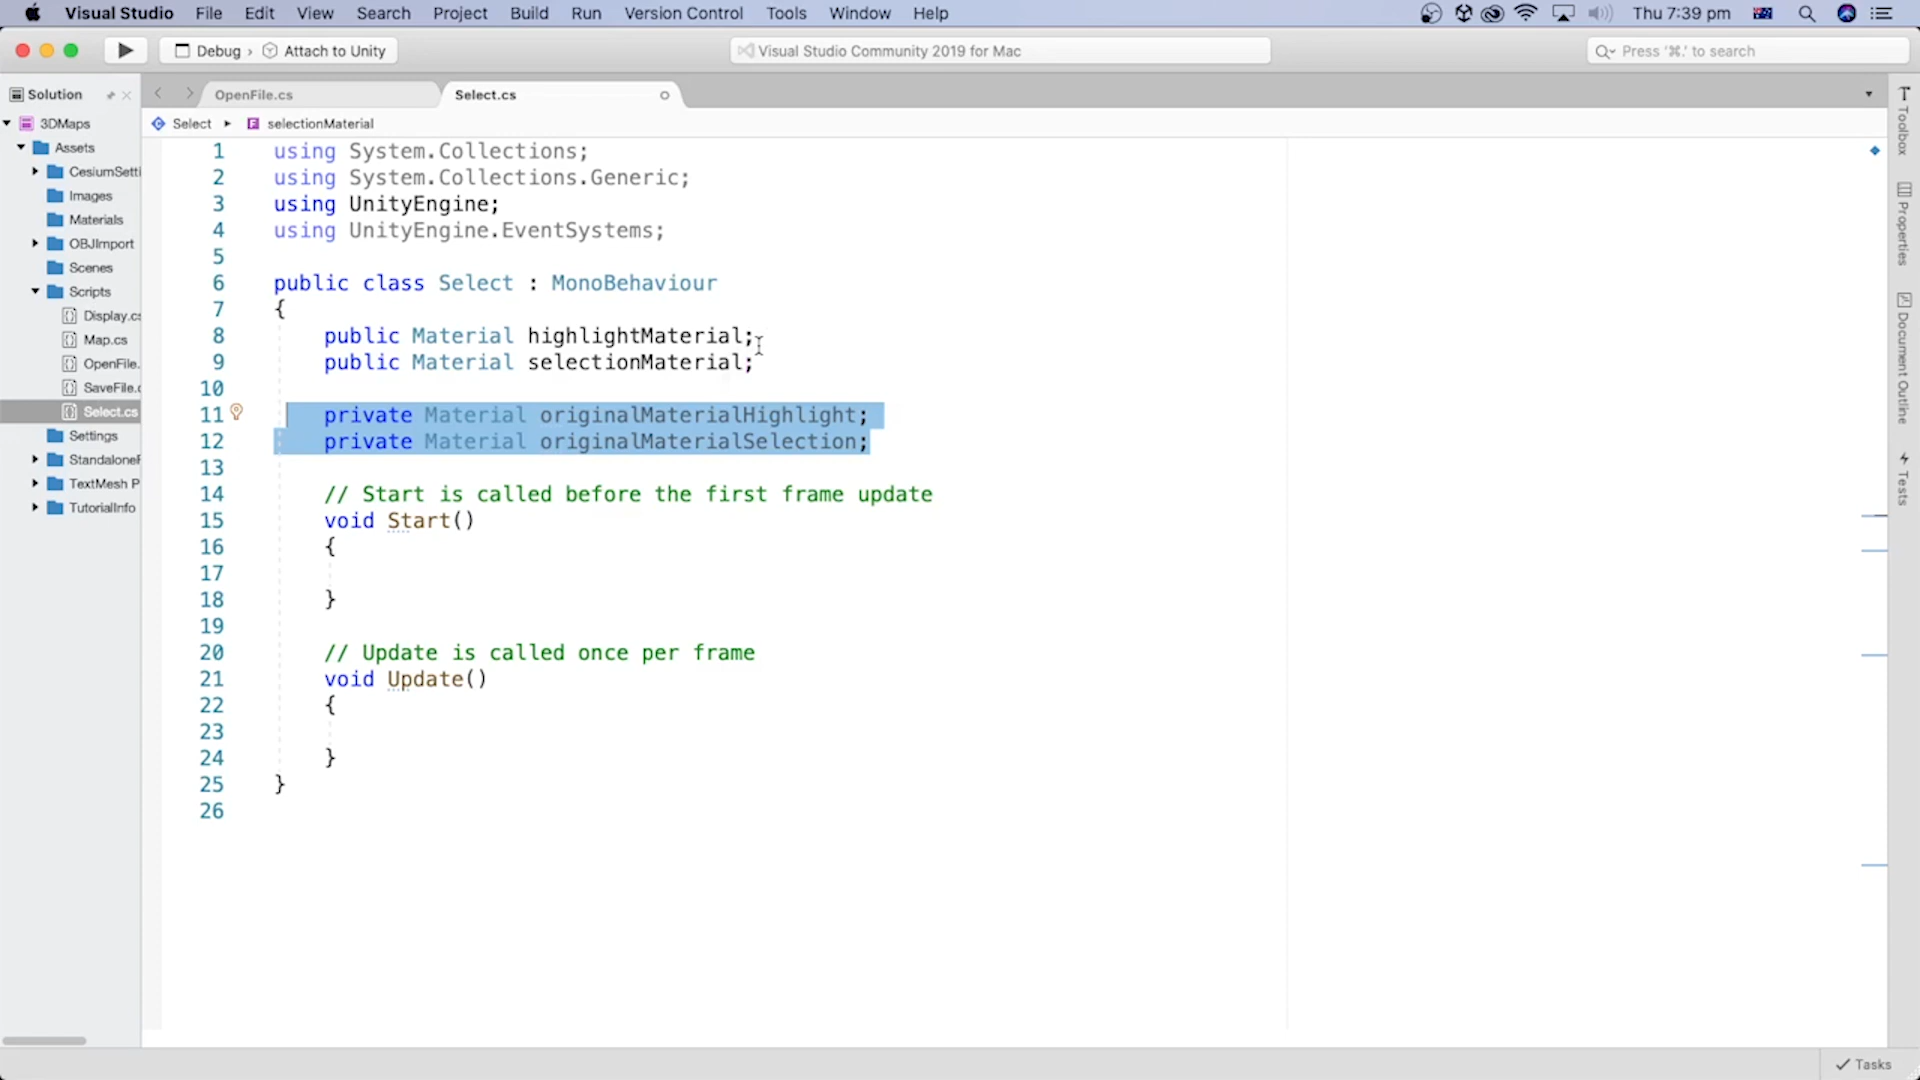 Visual Studio File Edit View Search Project Build Run Version Control Tools Window Help Thu 7:39 pm
Debug › Attach to Unity Visual Studio Community 2019 for Mac Press '⌘.' to search
Solution
OpenFile.cs Select.cs
3DMaps
Assets
CesiumSetti
Images
Materials
OBJImport
Scenes
Scripts
Display.cs
Map.cs
OpenFile.
SaveFile.c
Select.cs
Settings
StandaloneF
TextMesh P
TutorialInfo
Select selectionMaterial
1 using System.Collections;
2 using System.Collections.Generic;
3 using UnityEngine;
4 using UnityEngine.EventSystems;
5
6 public class Select : MonoBehaviour
7 {
8 public Material highlightMaterial;
9 public Material selectionMaterial;
10
11 private Material originalMaterialHighlight;
12 private Material originalMaterialSelection;
13
14 // Start is called before the first frame update
15 void Start()
16 {
17
18 }
19
20 // Update is called once per frame
21 void Update()
22 {
23
24 }
25 }
26
Toolbox
Properties
Document Outline
Tests
Tasks